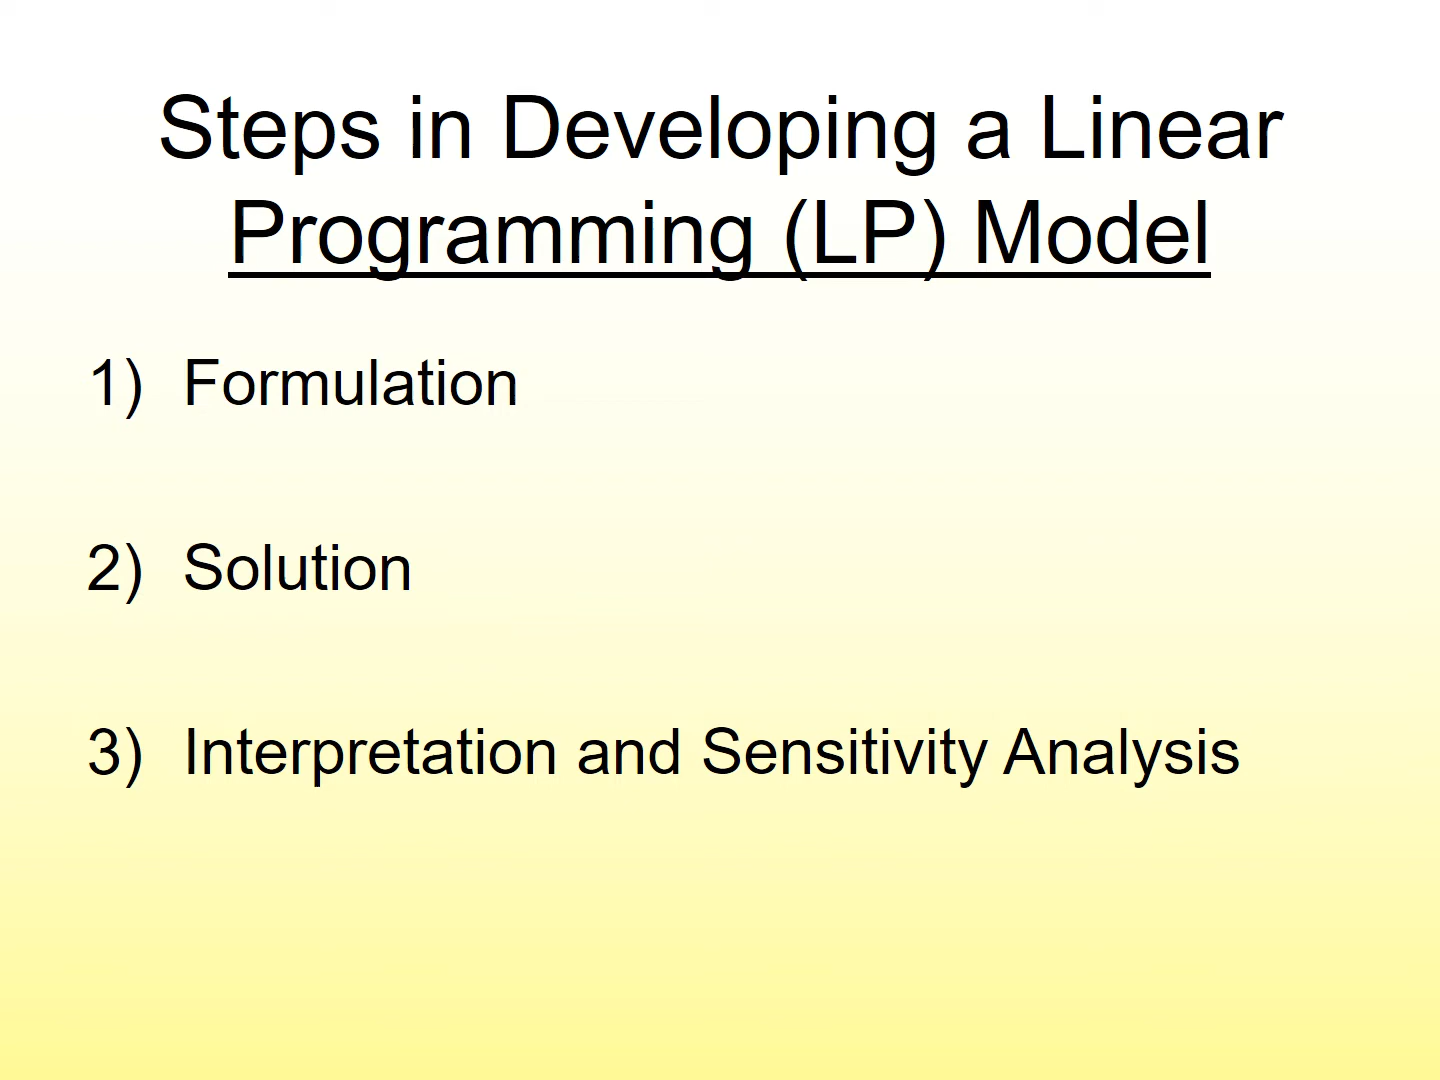 Steps in Developing a Linear
Programming (LP) Model
1) Formulation
2) Solution
3) Interpretation and Sensitivity Analysis